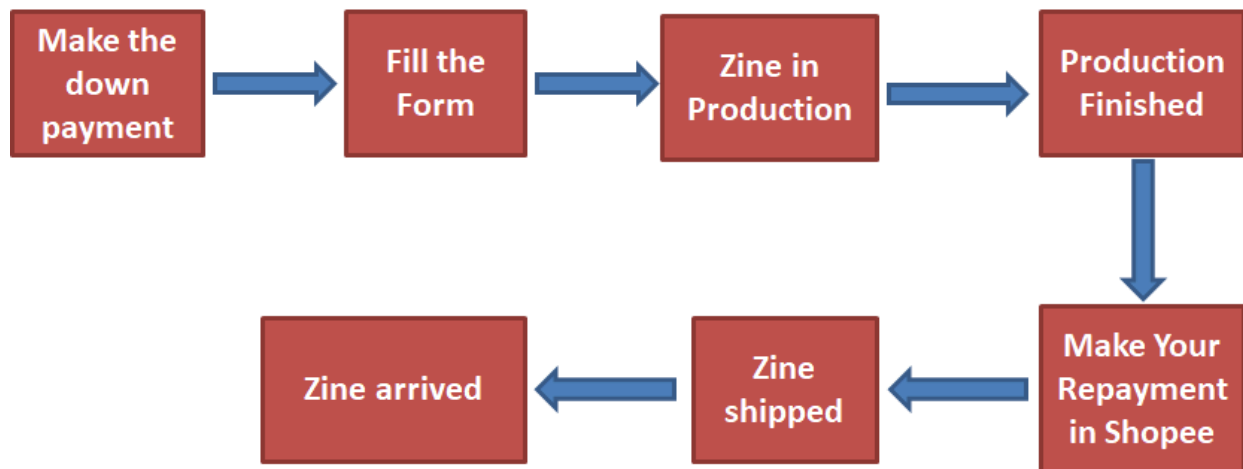 Make the
down
payment
Fill the
Form
Zine in
Production
Production
Finished
Make Your
Repayment
in Shopee
Zine
shipped
Zine arrived